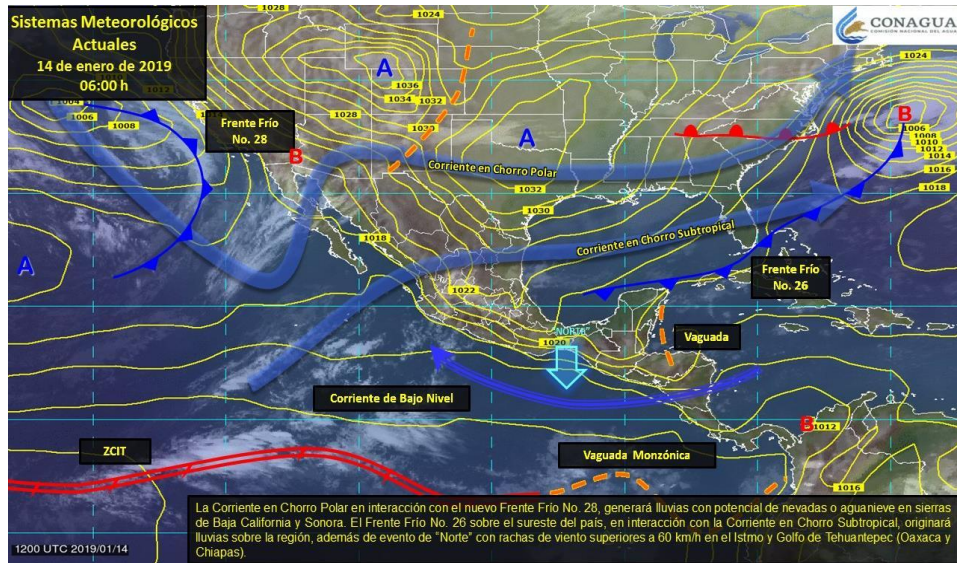 Sistemas Meteorológicos
Actuales
14 de enero de 2019
06:00 h
CONAGUA
COMISIÓN NACIONAL DEL AGUA
1028
1024
1024
A
1036
1034
1032
1028
1030
1012
1004
1006
1008
Frente Frío
No. 28
B
A
B
1006
1008
1010
1012
1014
1016
1018
Corriente en Chorro Polar
1032
1030
1018
Corriente en Chorro Subtropical
A
Frente Frío
No. 26
1022
"NORTE"
1020
Vaguada
Corriente de Bajo Nivel
B
1012
ZCIT
Vaguada Monzónica
1016
La Corriente en Chorro Polar en interacción con el nuevo Frente Frío No. 28, generará lluvias con potencial de nevadas o aguanieve en sierras
de Baja California y Sonora. El Frente Frío No. 26 sobre el sureste del país, en interacción con la Corriente en Chorro Subtropical, originará
lluvias sobre la región, además de evento de "Norte" con rachas de viento superiores a 60 km/h en el Istmo y Golfo de Tehuantepec (Oaxaca y
Chiapas).
1200 UTC 2019/01/14